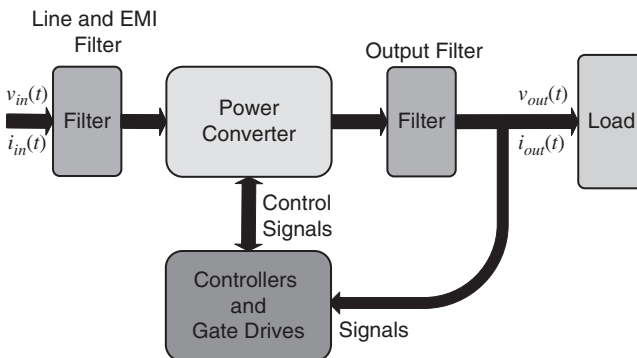 Line and EMI
Filter
Output Filter
v_in(t)
i_in(t)
Filter
Power
Converter
Filter
v_out(t)
i_out(t)
Load
Control
Signals
Controllers
and
Gate Drives
Signals